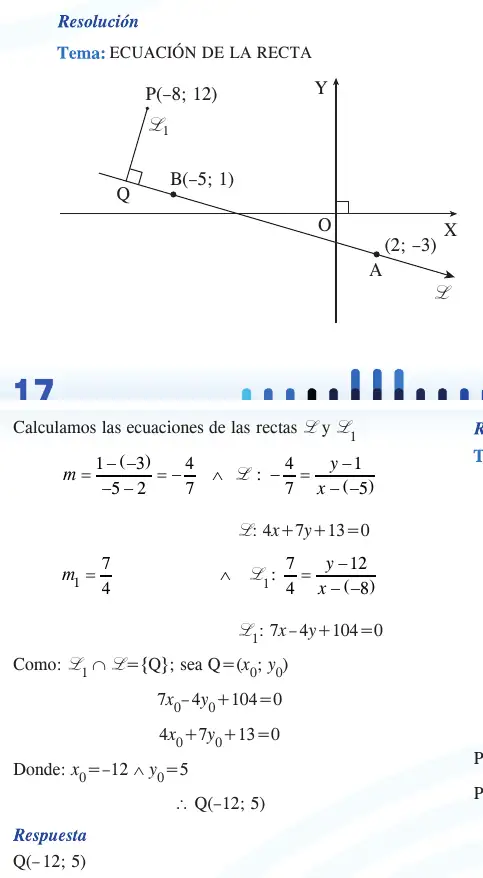 Resolución
Tema: ECUACIÓN DE LA RECTA
P(–8; 12)
Y
ℒ1
B(–5; 1)
Q
O
X
(2; –3)
A
ℒ
17
Calculamos las ecuaciones de las rectas ℒ y ℒ1
m = (1 – (–3))/(–5 – 2) = –4/7 ∧ ℒ : –4/7 = (y – 1)/(x – (–5))
ℒ: 4x+7y+13=0
m1 = 7/4 ∧ ℒ1: 7/4 = (y – 12)/(x – (–8))
ℒ1: 7x–4y+104=0
Como: ℒ1 ∩ ℒ={Q}; sea Q=(x0; y0)
7x0–4y0+104=0
4x0+7y0+13=0
Donde: x0=–12 ∧ y0=5
∴ Q(–12; 5)
Respuesta
Q(–12; 5)
R
T
P
P